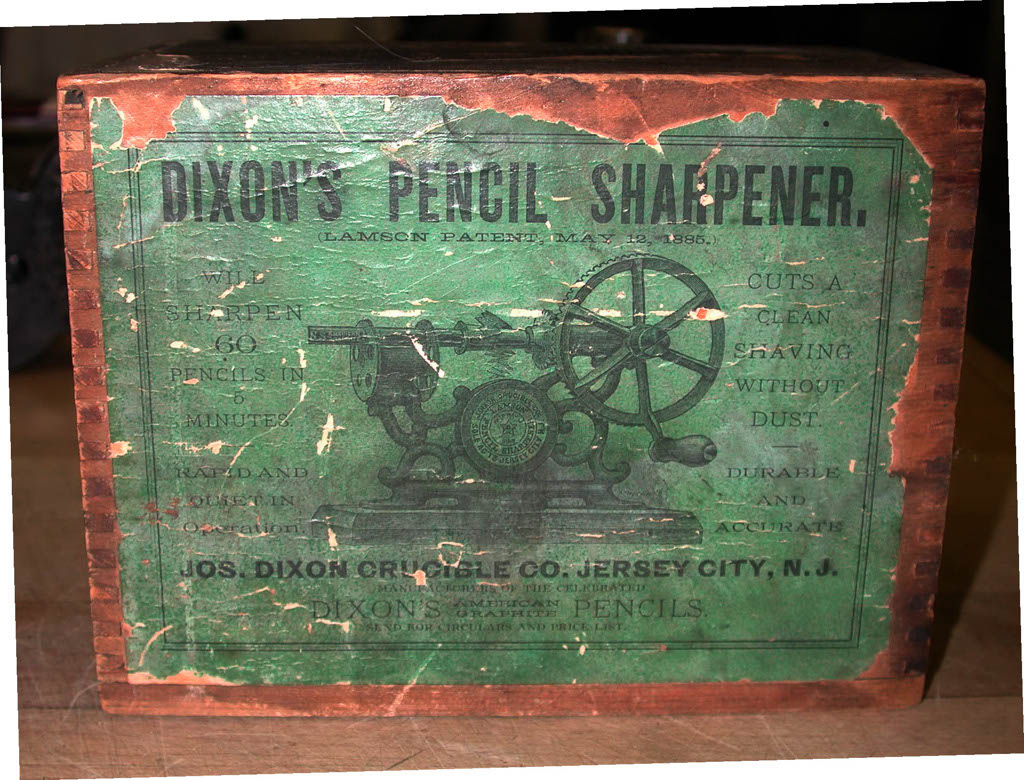 DIXON'S PENCIL SHARPENER.
(LAMSON PATENT, MAY 12, 1885.)
WILL
SHARPEN
60
PENCILS IN
5
MINUTES.
RAPID AND
QUIET IN
Operation.
CUTS A
CLEAN
SHAVING
WITHOUT
DUST.
DURABLE
AND
ACCURATE
JOS. DIXON CRUCIBLE CO. JERSEY CITY, N.J.
MANUFACTURERS OF THE CELEBRATED
DIXON'S AMERICAN GRAPHITE PENCILS.
SEND FOR CIRCULARS AND PRICE LIST.